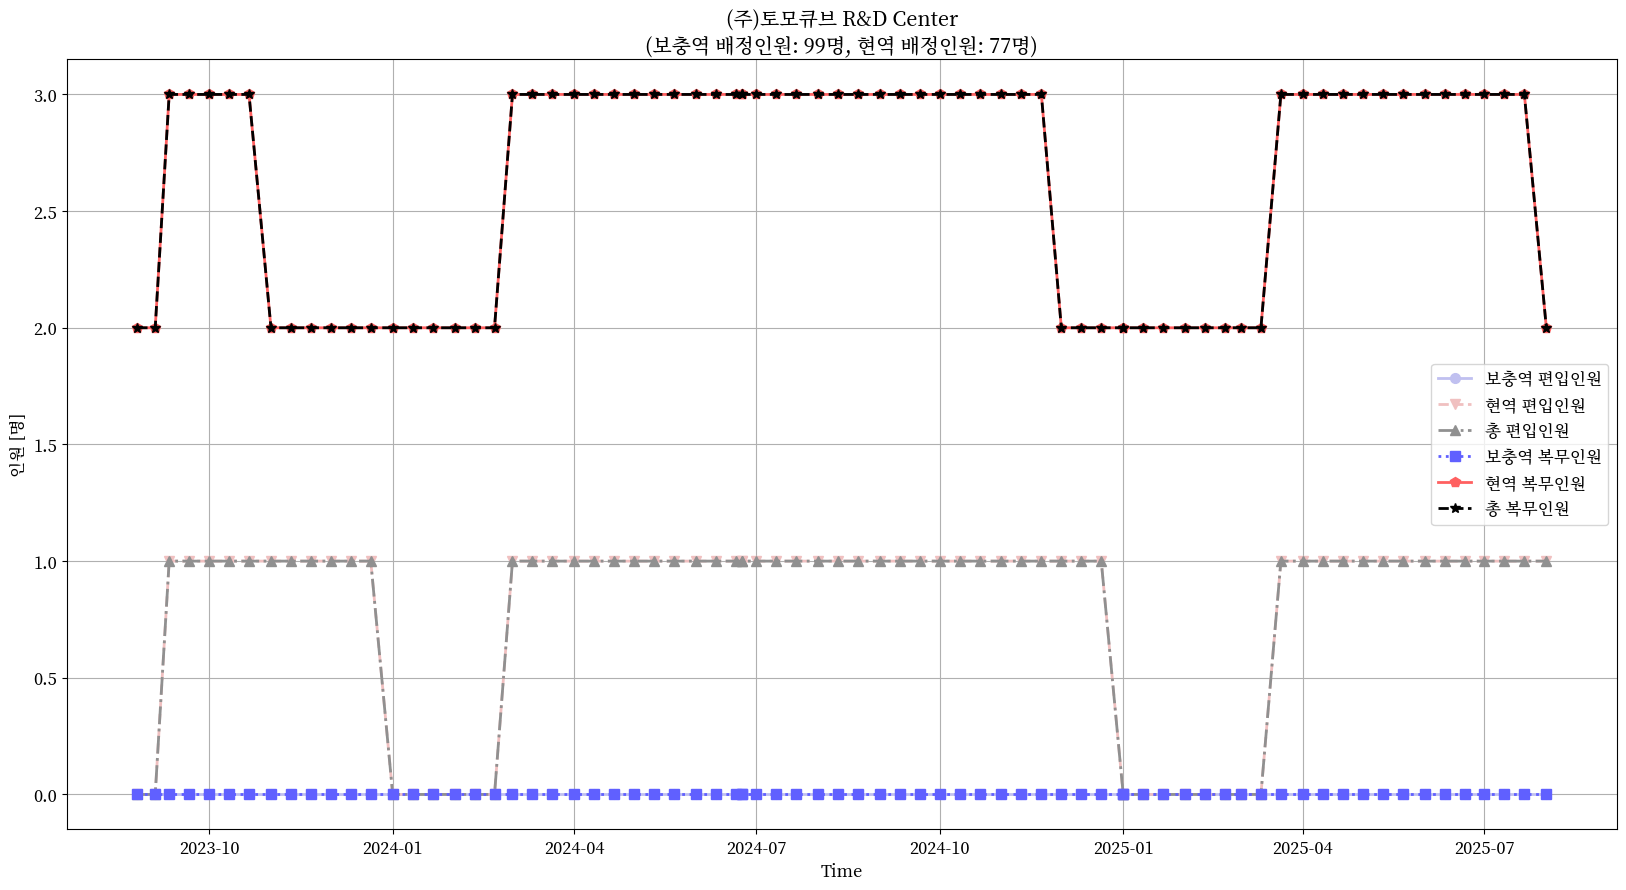 (주)토모큐브 R&D Center
(보충역 배정인원: 99명, 현역 배정인원: 77명)
3.0
2.5
2.0
1.5
1.0
0.5
0.0
인원 [명]
보충역 편입인원
현역 편입인원
총 편입인원
보충역 복무인원
현역 복무인원
총 복무인원
2023-10
2024-01
2024-04
2024-07
2024-10
2025-01
2025-04
2025-07
Time